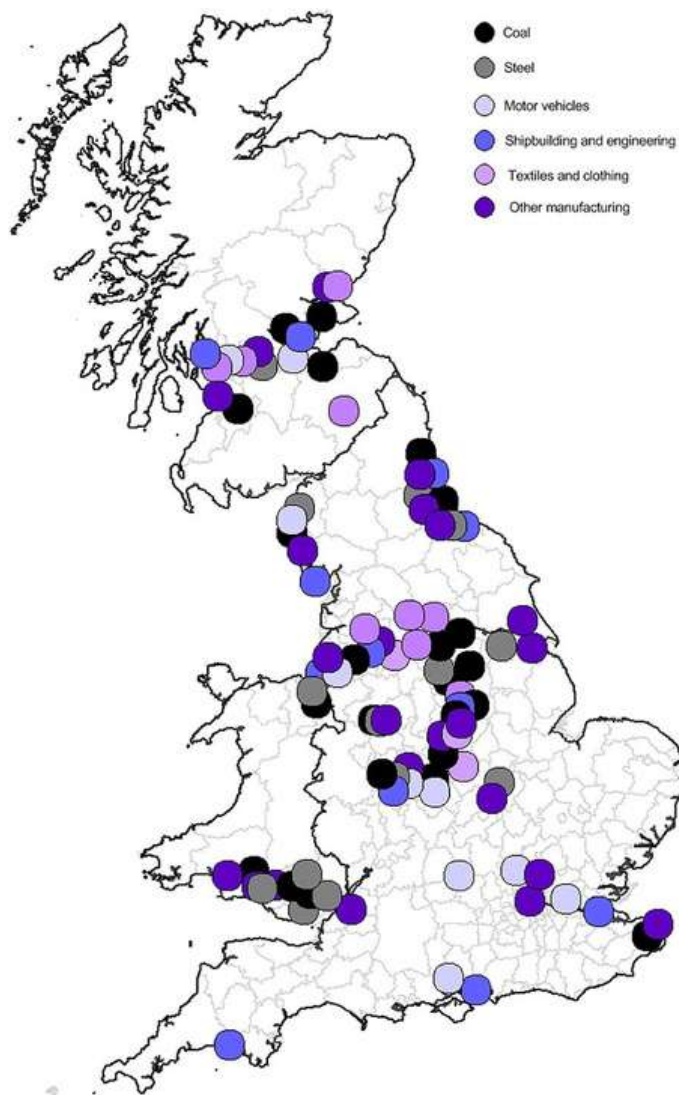 Coal
Steel
Motor vehicles
Shipbuilding and engineering
Textiles and clothing
Other manufacturing